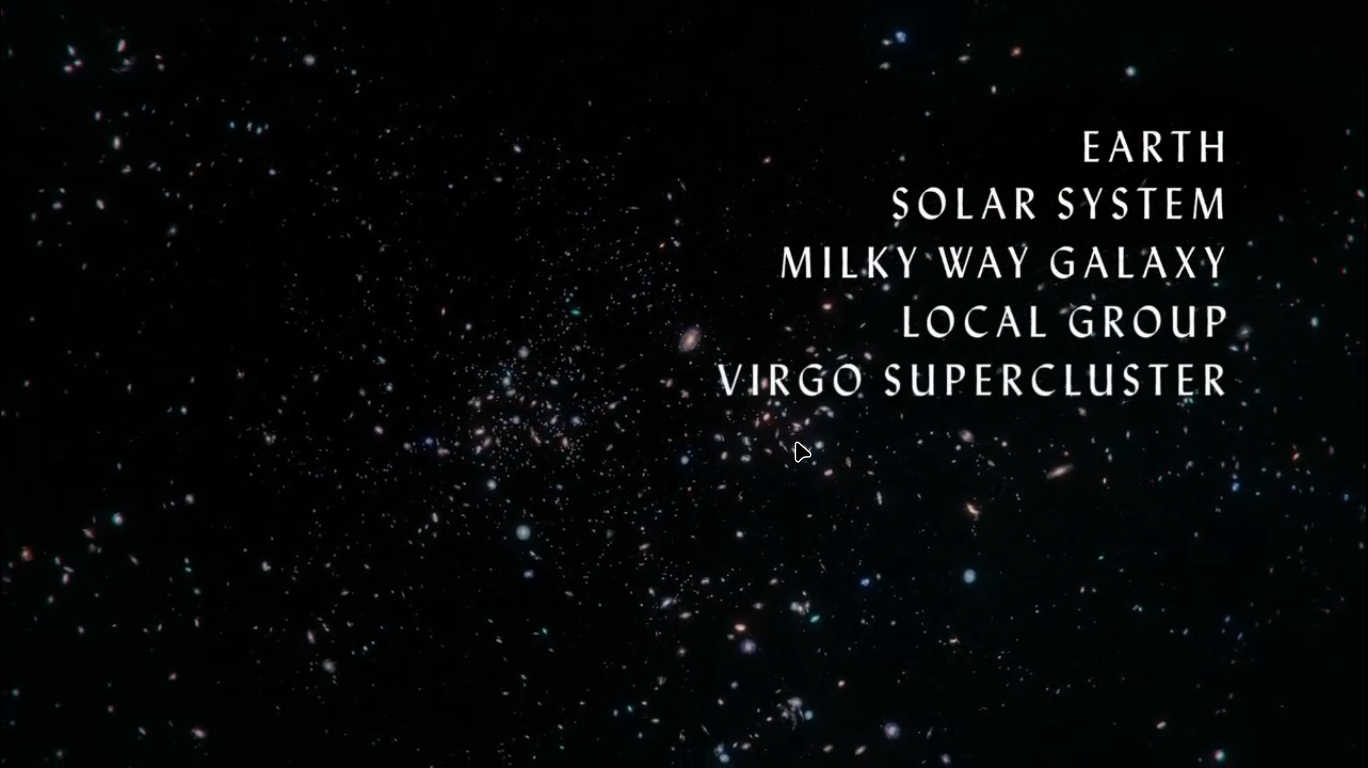 EARTH
SOLAR SYSTEM
MILKY WAY GALAXY
LOCAL GROUP
VIRGO SUPERCLUSTER